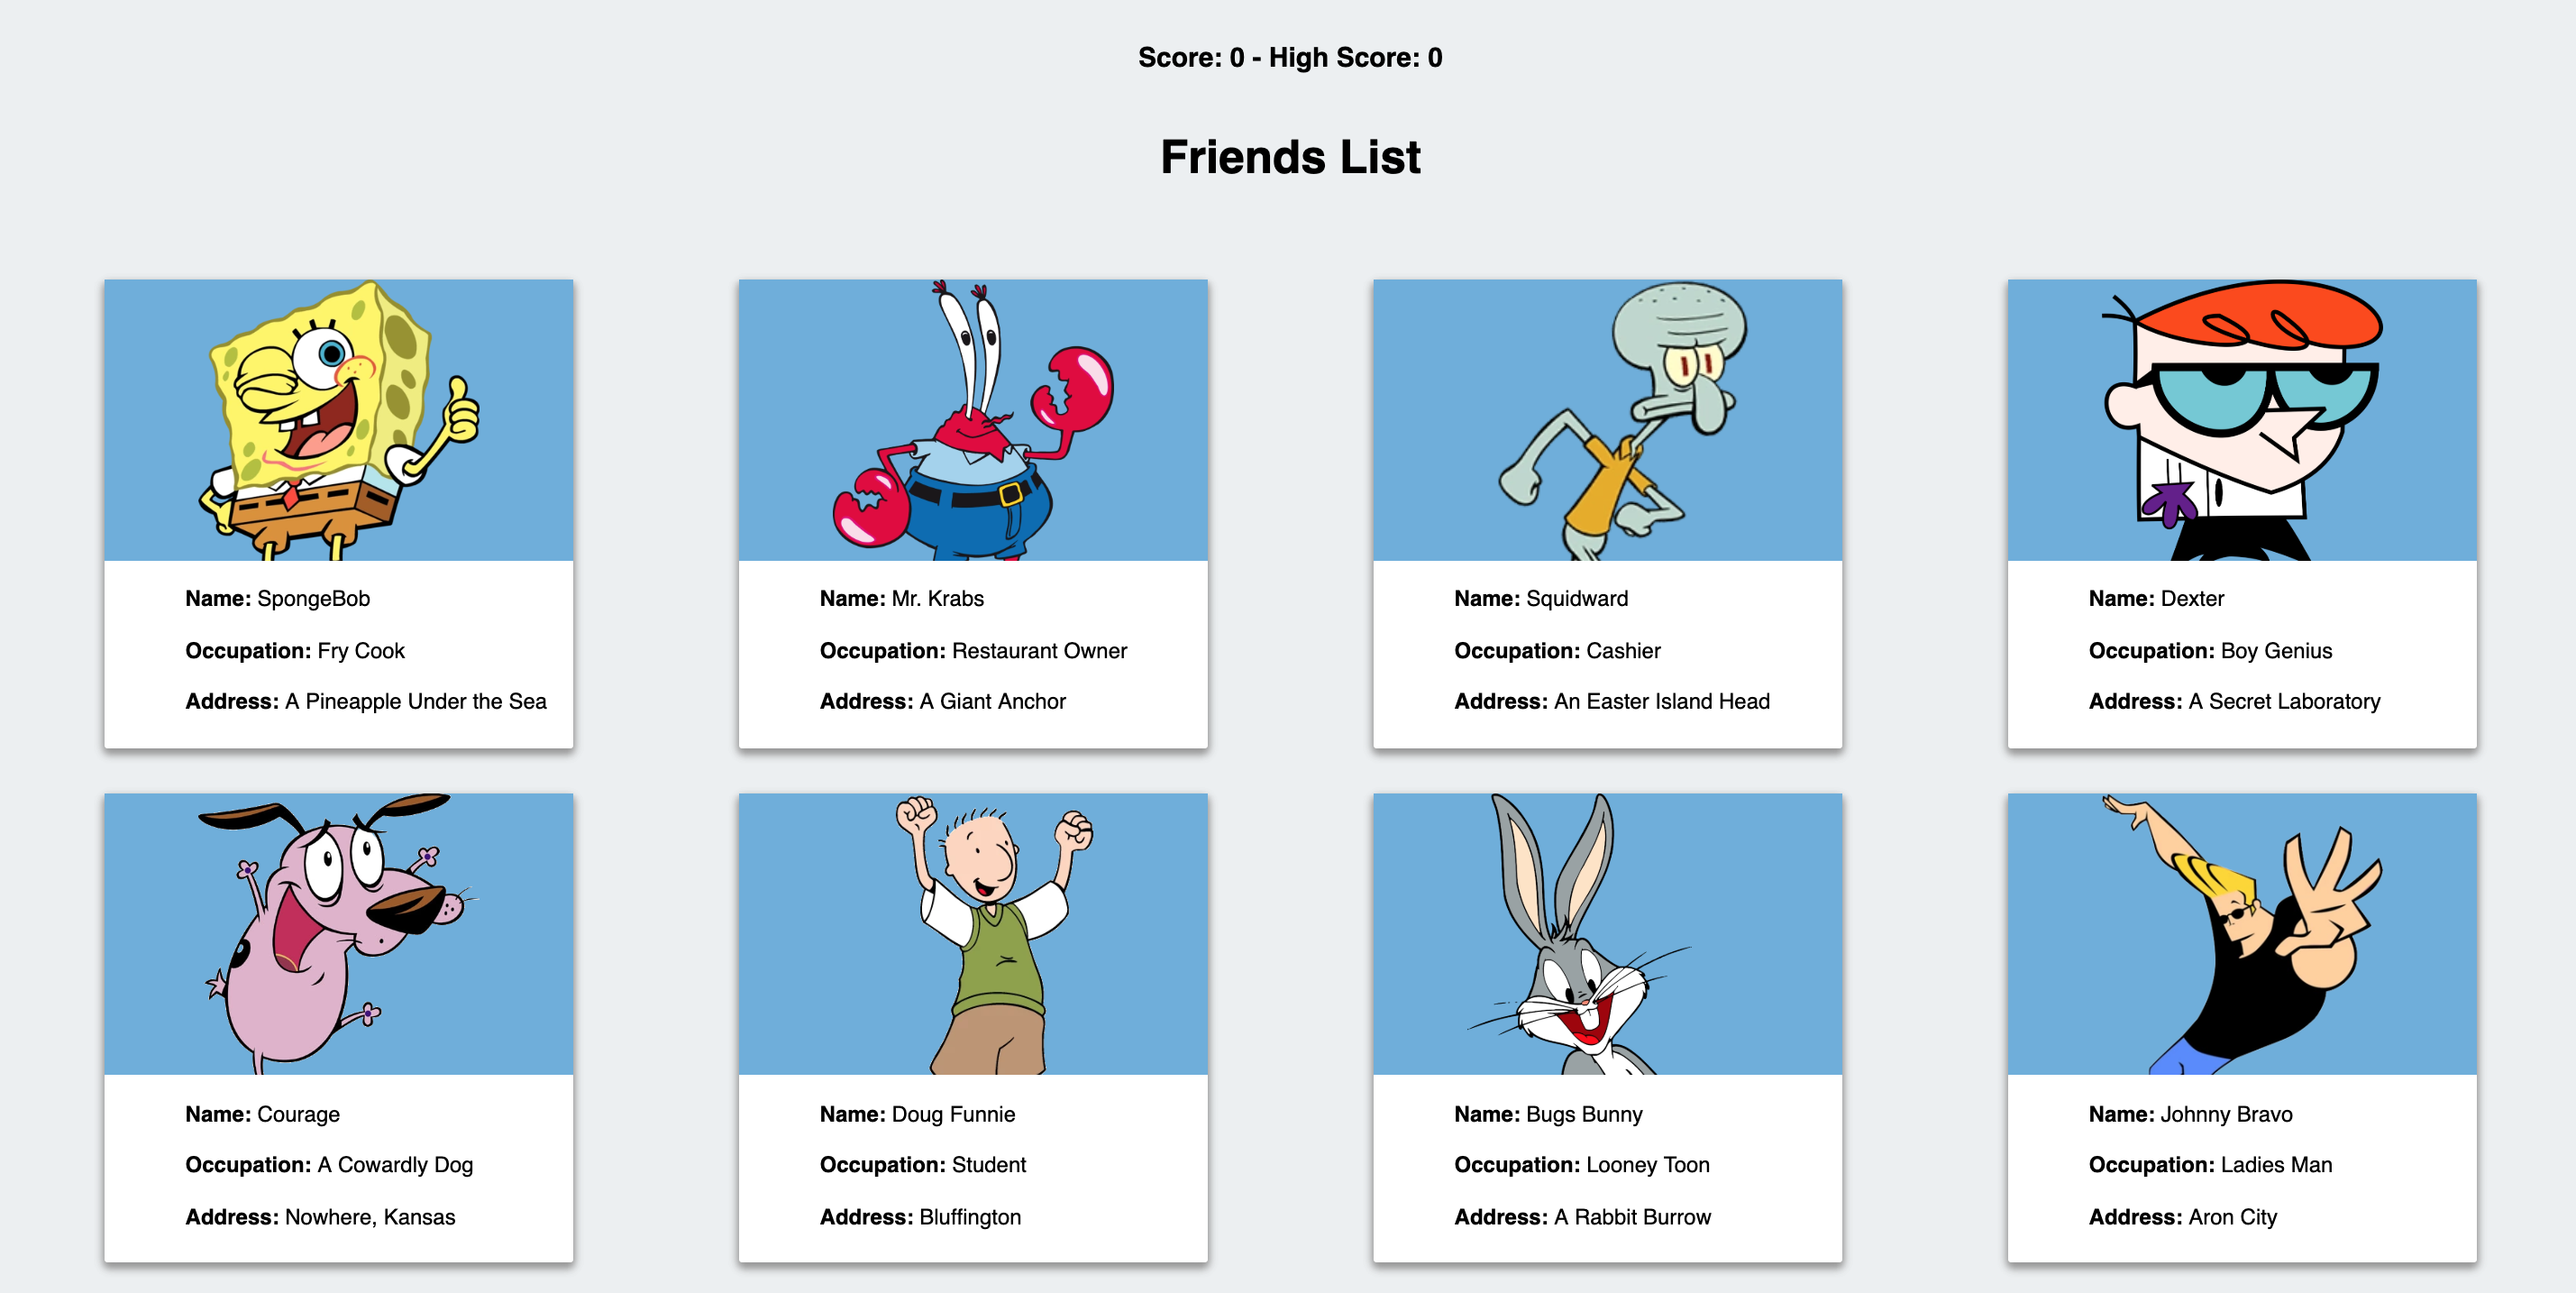 Score: 0 - High Score: 0
Friends List
Name: SpongeBob
Occupation: Fry Cook
Address: A Pineapple Under the Sea
Name: Mr. Krabs
Occupation: Restaurant Owner
Address: A Giant Anchor
Name: Squidward
Occupation: Cashier
Address: An Easter Island Head
Name: Dexter
Occupation: Boy Genius
Address: A Secret Laboratory
Name: Courage
Occupation: A Cowardly Dog
Address: Nowhere, Kansas
Name: Doug Funnie
Occupation: Student
Address: Bluffington
Name: Bugs Bunny
Occupation: Looney Toon
Address: A Rabbit Burrow
Name: Johnny Bravo
Occupation: Ladies Man
Address: Aron City